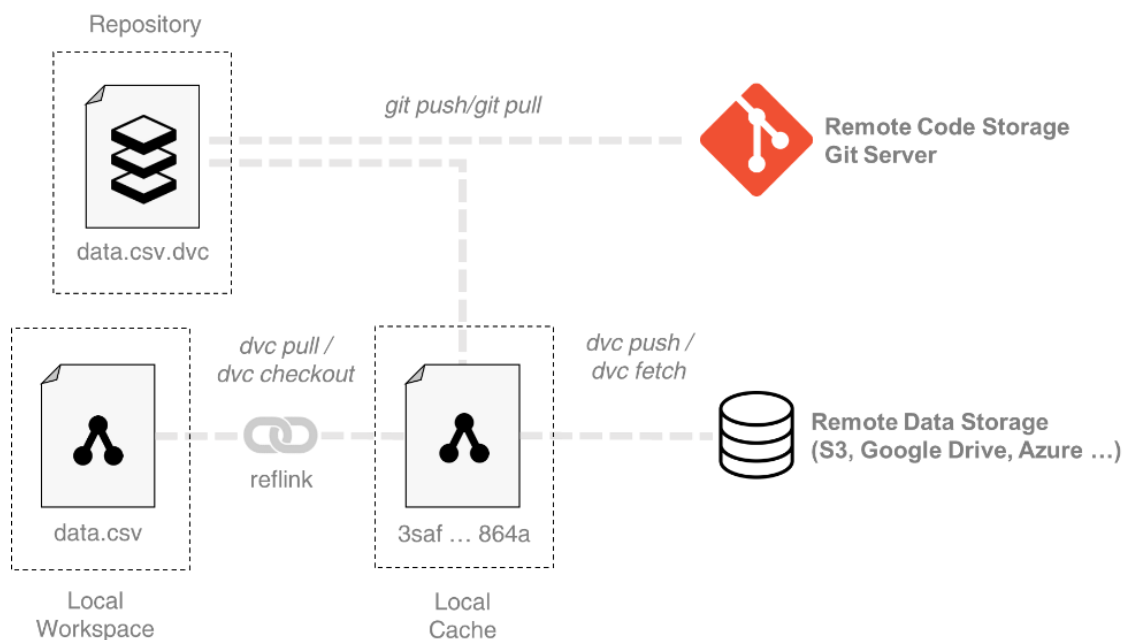 Repository
git push/git pull
Remote Code Storage
Git Server
data.csv.dvc
dvc pull /
dvc checkout
dvc push /
dvc fetch
Remote Data Storage
(S3, Google Drive, Azure ...)
reflink
data.csv
3saf ... 864a
Local
Workspace
Local
Cache